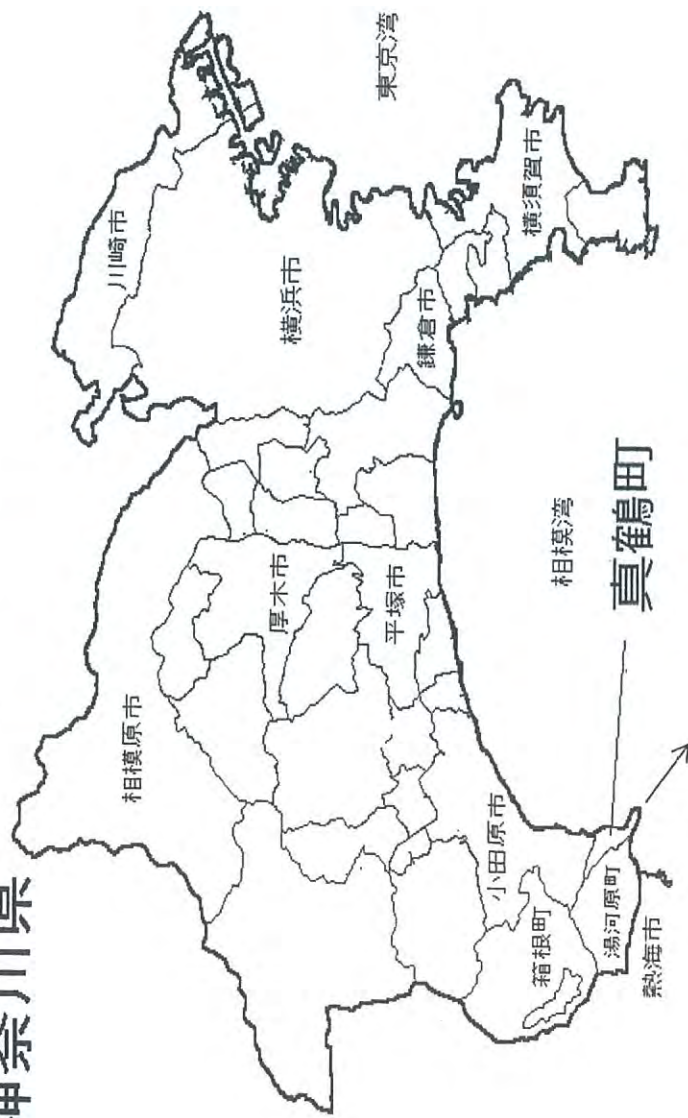 神奈川県
川崎市
東京湾
横浜市
横須賀市
鎌倉市
相模原市
厚木市
平塚市
相模湾
真鶴町
小田原市
箱根町
湯河原町
熱海市